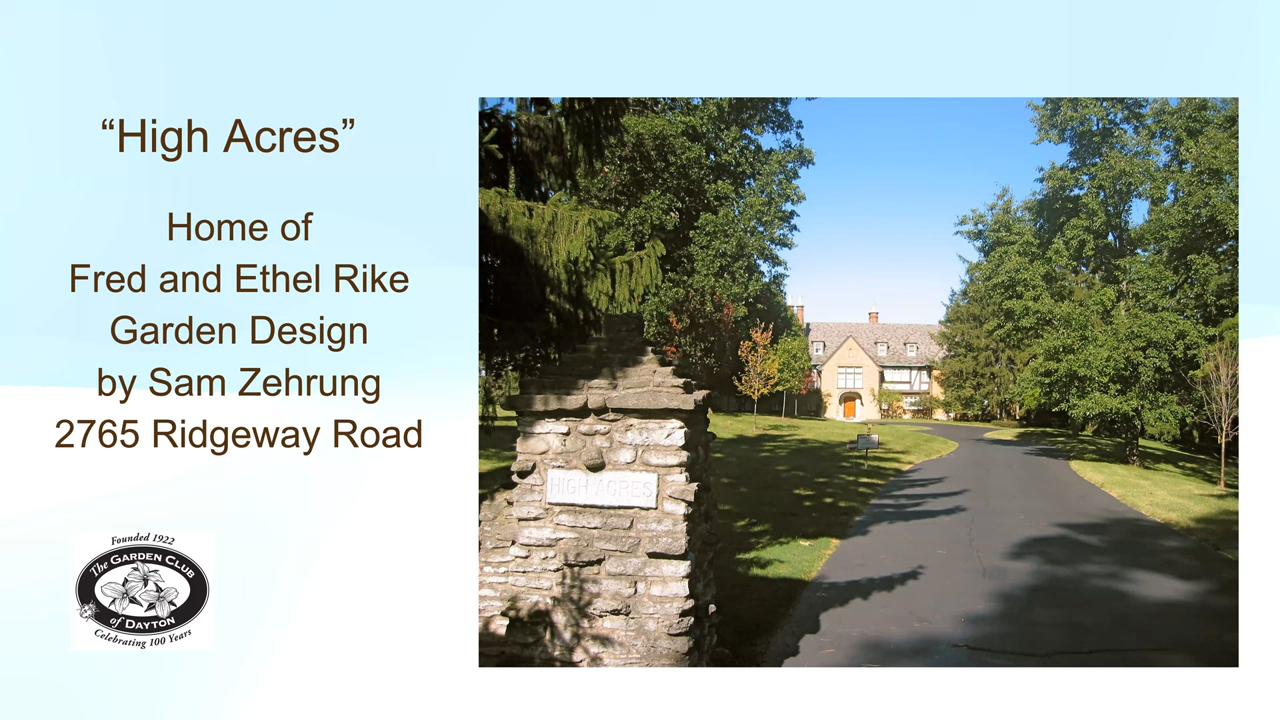 “High Acres”
Home of
Fred and Ethel Rike
Garden Design
by Sam Zehrung
2765 Ridgeway Road
HIGH ACRES
Founded 1922
The GARDEN CLUB
of DAYTON
Celebrating 100 Years